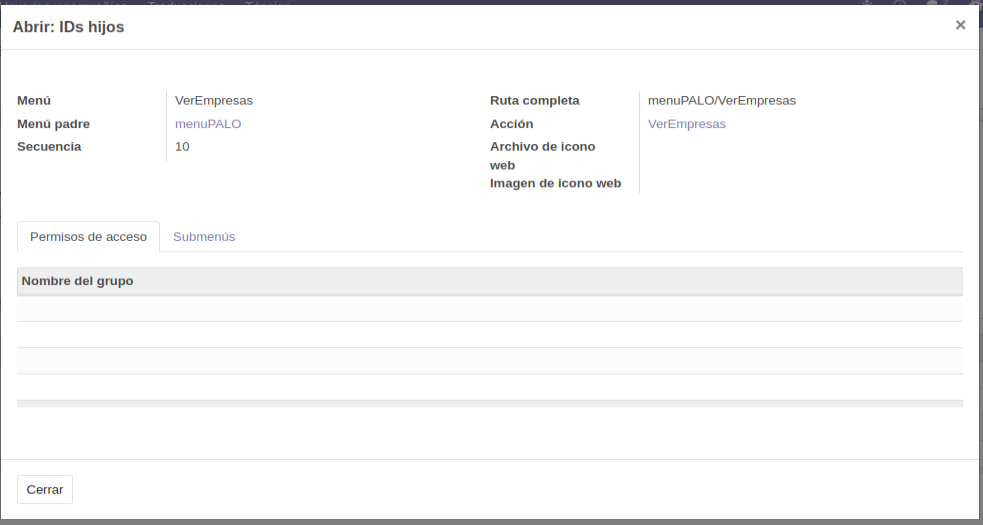 Abrir: IDs hijos
×
Menú
VerEmpresas
Menú padre
menuPALO
Secuencia
10
Ruta completa
menuPALO/VerEmpresas
Acción
VerEmpresas
Archivo de icono
web
Imagen de icono web
Permisos de acceso
Submenús
Nombre del grupo
Cerrar